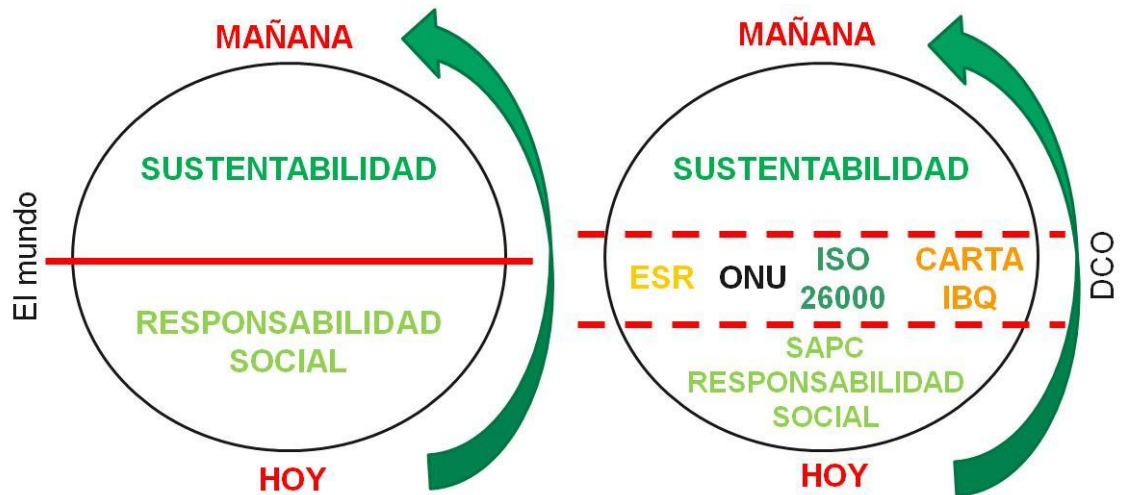 MAÑANA
SUSTENTABILIDAD
El mundo
RESPONSABILIDAD
SOCIAL
HOY
MAÑANA
SUSTENTABILIDAD
ESR
ONU
ISO
26000
CARTA
IBQ
DCO
SAPC
RESPONSABILIDAD
SOCIAL
HOY